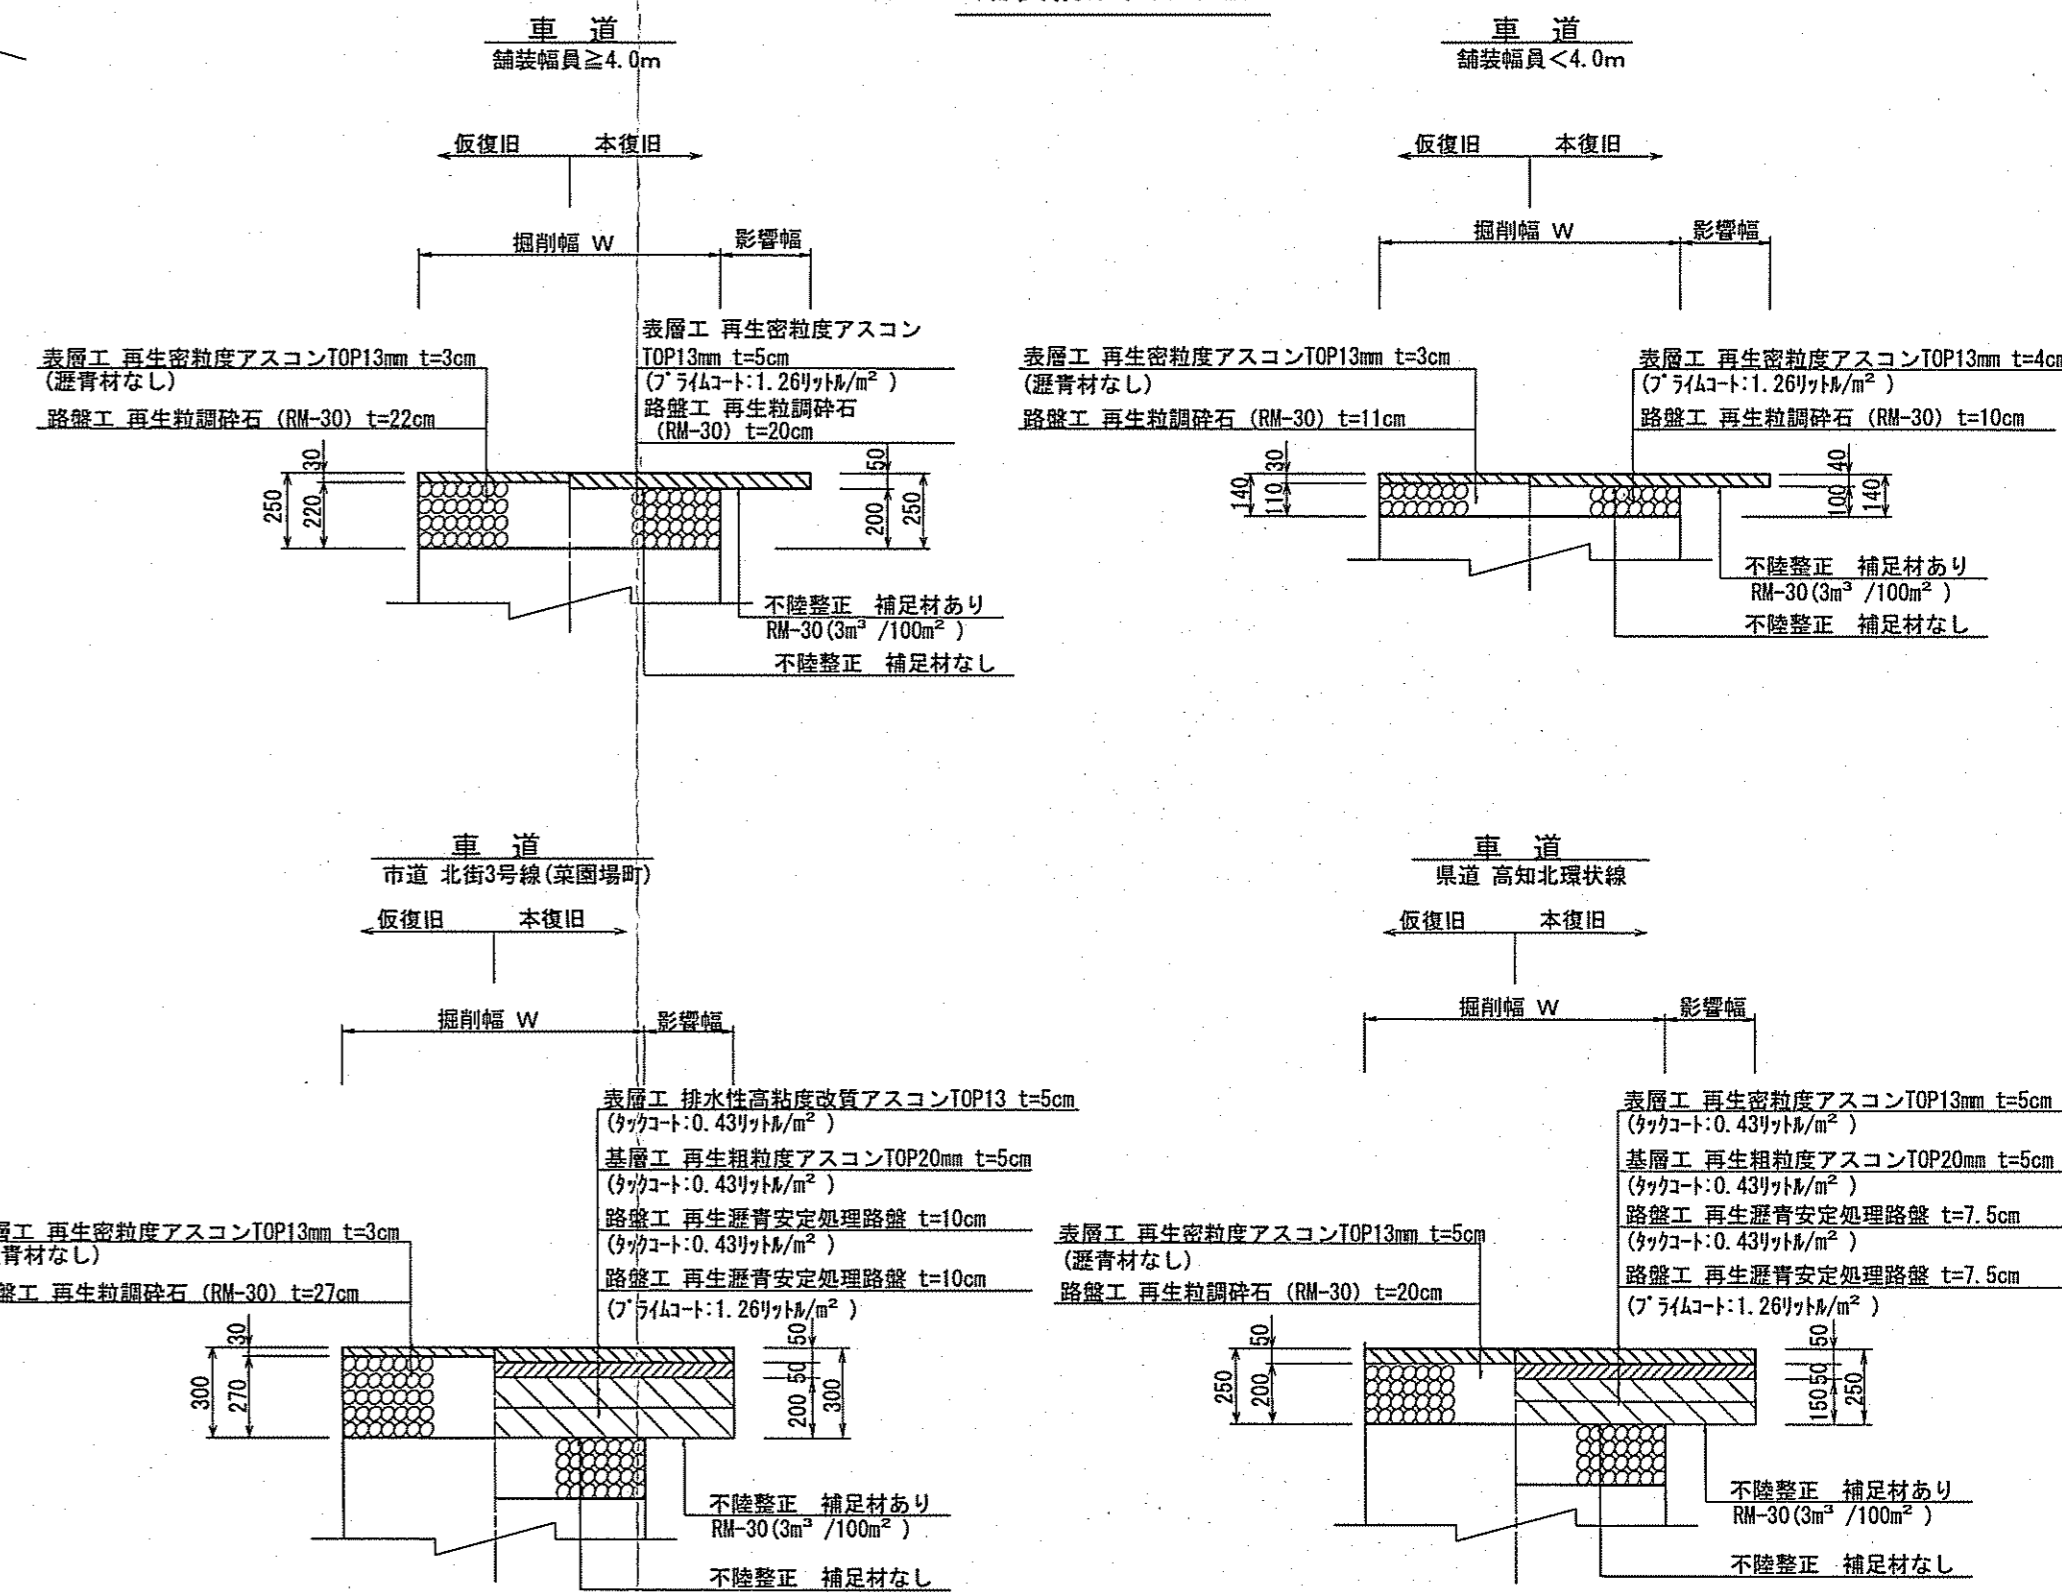 車 道
舗装幅員≧4.0m
仮復旧 本復旧
掘削幅 W 影響幅
表層工 再生密粒度アスコンTOP13mm t=3cm
(瀝青材なし)
路盤工 再生粒調砕石 (RM-30) t=22cm
表層工 再生密粒度アスコン
TOP13mm t=5cm
(プライムコート:1.26リットル/m²)
路盤工 再生粒調砕石
(RM-30) t=20cm
30
220
250
50
200
250
不陸整正 補足材あり
RM-30(3m³/100m²)
不陸整正 補足材なし
車 道
舗装幅員<4.0m
仮復旧 本復旧
掘削幅 W 影響幅
表層工 再生密粒度アスコンTOP13mm t=3cm
(瀝青材なし)
路盤工 再生粒調砕石 (RM-30) t=11cm
表層工 再生密粒度アスコンTOP13mm t=4cm
(プライムコート:1.26リットル/m²)
路盤工 再生粒調砕石 (RM-30) t=10cm
30
110
140
40
100
140
不陸整正 補足材あり
RM-30(3m³/100m²)
不陸整正 補足材なし
車 道
市道 北街3号線(菜園場町)
仮復旧 本復旧
掘削幅 W 影響幅
表層工 排水性高粘度改質アスコンTOP13 t=5cm
(タックコート:0.43リットル/m²)
基層工 再生粗粒度アスコンTOP20mm t=5cm
(タックコート:0.43リットル/m²)
路盤工 再生瀝青安定処理路盤 t=10cm
(タックコート:0.43リットル/m²)
路盤工 再生瀝青安定処理路盤 t=10cm
(プライムコート:1.26リットル/m²)
層工 再生密粒度アスコンTOP13mm t=3cm
青材なし)
盤工 再生粒調砕石 (RM-30) t=27cm
30
270
300
50
50
200
300
不陸整正 補足材あり
RM-30(3m³/100m²)
不陸整正 補足材なし
車 道
県道 高知北環状線
仮復旧 本復旧
掘削幅 W 影響幅
表層工 再生密粒度アスコンTOP13mm t=5cm
(タックコート:0.43リットル/m²)
基層工 再生粗粒度アスコンTOP20mm t=5cm
(タックコート:0.43リットル/m²)
路盤工 再生瀝青安定処理路盤 t=7.5cm
(タックコート:0.43リットル/m²)
路盤工 再生瀝青安定処理路盤 t=7.5cm
(プライムコート:1.26リットル/m²)
表層工 再生密粒度アスコンTOP13mm t=5cm
(瀝青材なし)
路盤工 再生粒調砕石 (RM-30) t=20cm
50
200
250
50
50
150
250
不陸整正 補足材あり
RM-30(3m³/100m²)
不陸整正 補足材なし